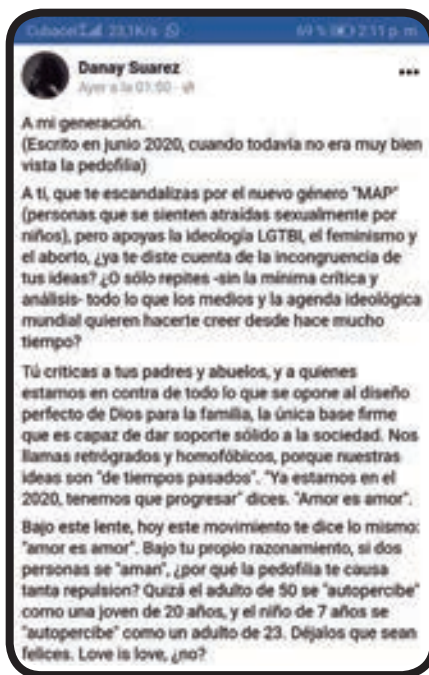 Cubacel 23,1K/s
69 % 2:11 p. m.
Danay Suarez
Ayer a la 01:00
A mi generación.
(Escrito en junio 2020, cuando todavía no era muy bien
vista la pedofilia)
A ti, que te escandalizas por el nuevo género "MAP"
(personas que se sienten atraídas sexualmente por
niños), pero apoyas la ideología LGTBI, el feminismo y
el aborto, ¿ya te diste cuenta de la incongruencia de
tus ideas? ¿O sólo repites -sin la mínima crítica y
análisis- todo lo que los medios y la agenda ideológica
mundial quieren hacerte creer desde hace mucho
tiempo?
Tú criticas a tus padres y abuelos, y a quienes
estamos en contra de todo lo que se opone al diseño
perfecto de Dios para la familia, la única base firme
que es capaz de dar soporte sólido a la sociedad. Nos
llamas retrógrados y homofóbicos, porque nuestras
ideas son "de tiempos pasados". "Ya estamos en el
2020, tenemos que progresar" dices. "Amor es amor".
Bajo este lente, hoy este movimiento te dice lo mismo:
"amor es amor". Bajo tu propio razonamiento, si dos
personas se "aman", ¿por qué la pedofilia te causa
tanta repulsion? Quizá el adulto de 50 se "autopercibe"
como una joven de 20 años, y el niño de 7 años se
"autopercibe" como un adulto de 23. Déjalos que sean
felices. Love is love, ¿no?